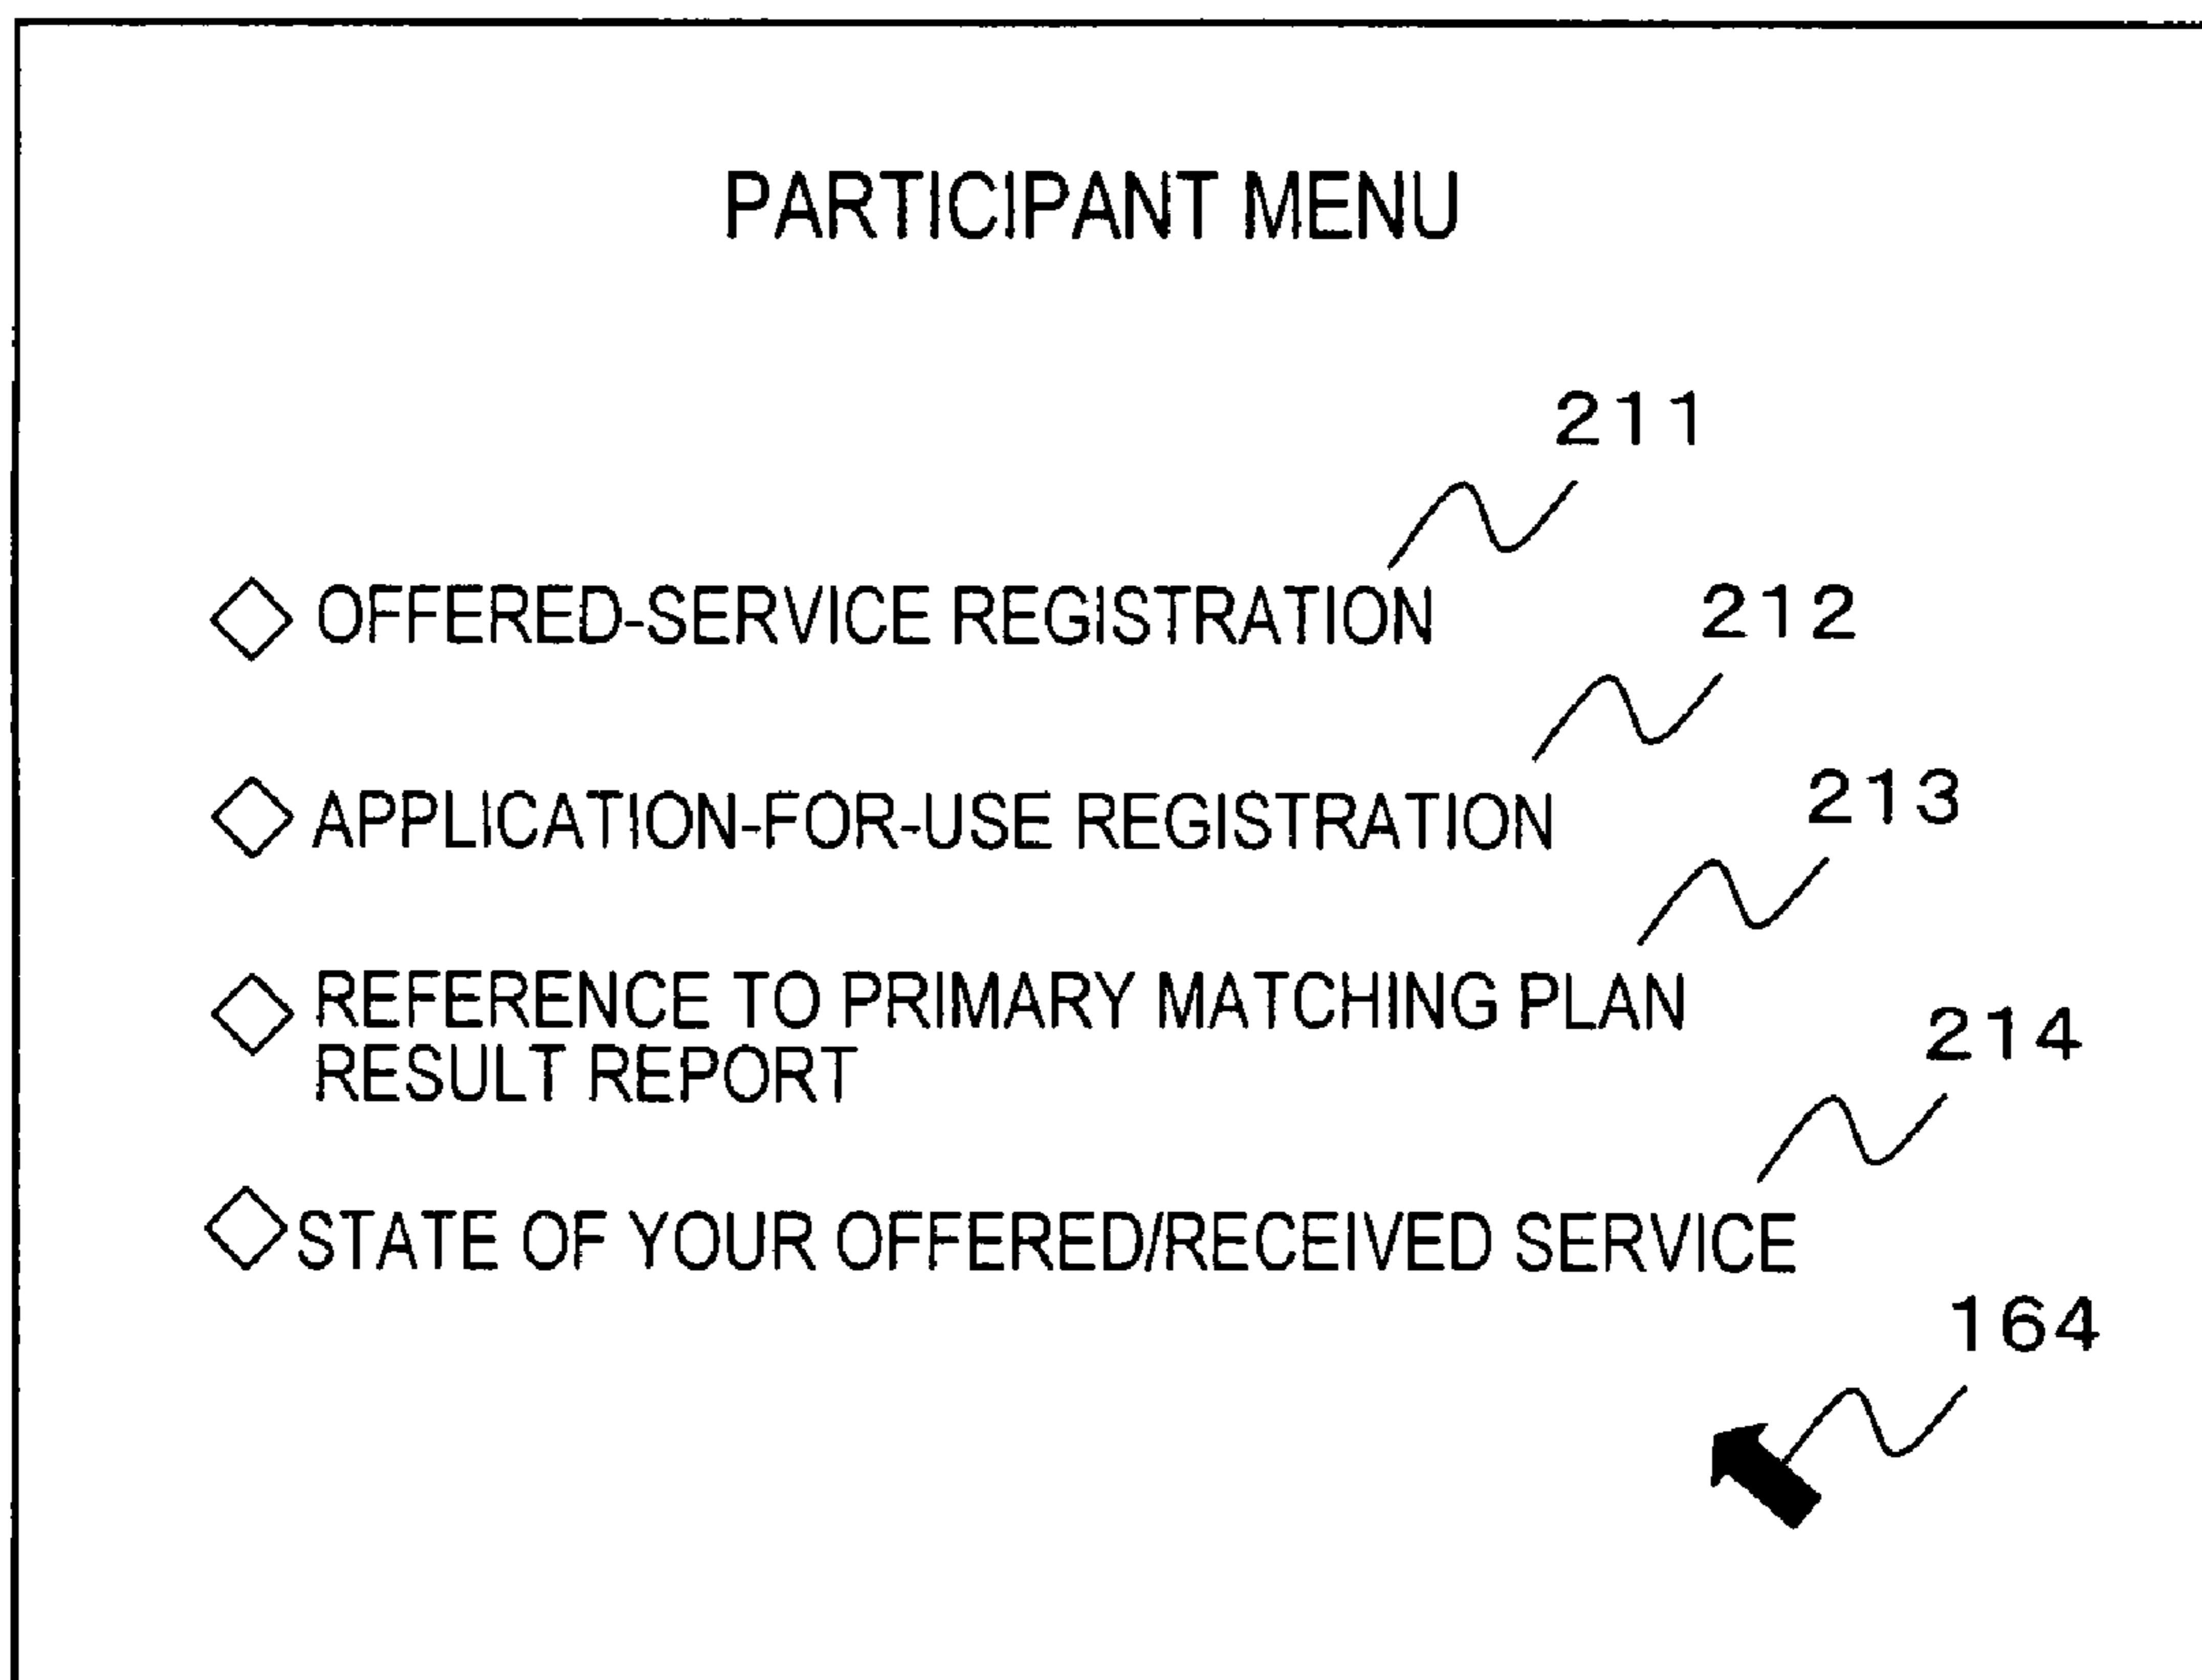 PARTICIPANT MENU
211
OFFERED-SERVICE REGISTRATION
212
APPLICATION-FOR-USE REGISTRATION
213
REFERENCE TO PRIMARY MATCHING PLAN
RESULT REPORT
214
STATE OF YOUR OFFERED/RECEIVED SERVICE
164